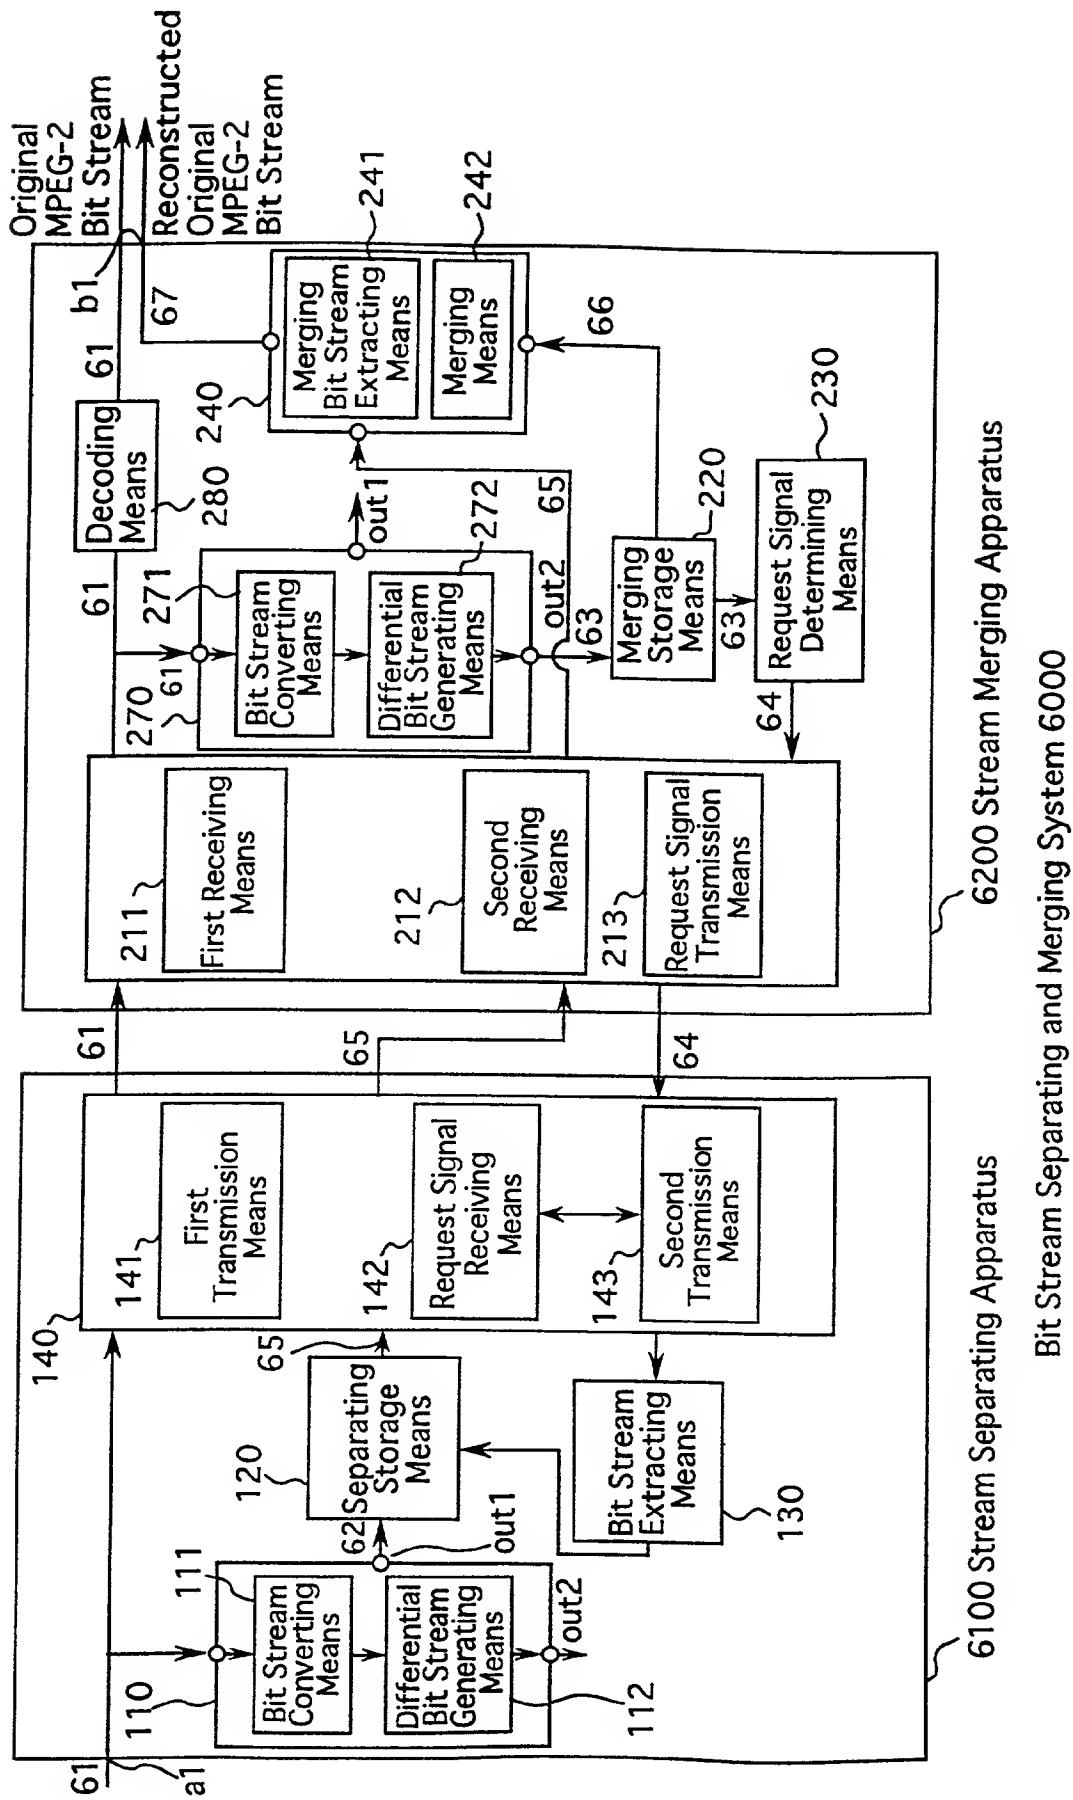 61
a1
110
111
Bit Stream
Converting
Means
Differential
Bit Stream
Generating
Means
112
out2
out1
62
120
Separating
Storage
Means
65
130
Bit Stream
Extracting
Means
140
141
First
Transmission
Means
142
Request Signal
Receiving
Means
143
Second
Transmission
Means
61
65
64
211
First Receiving
Means
212
Second
Receiving
Means
213
Request Signal
Transmission
Means
270
61
61
271
Bit Stream
Converting
Means
Differential
Bit Stream
Generating
Means
272
out1
out2
63
65
Decoding
Means
280
61
b1
67
240
Merging
Bit Stream
Extracting
Means
241
Merging
Means
242
66
Merging
Storage
Means
220
63
Request Signal
Determining
Means
230
64
Original
MPEG-2
Bit Stream
Reconstructed
Original
MPEG-2
Bit Stream
6100 Stream Separating Apparatus
6200 Stream Merging Apparatus
Bit Stream Separating and Merging System 6000